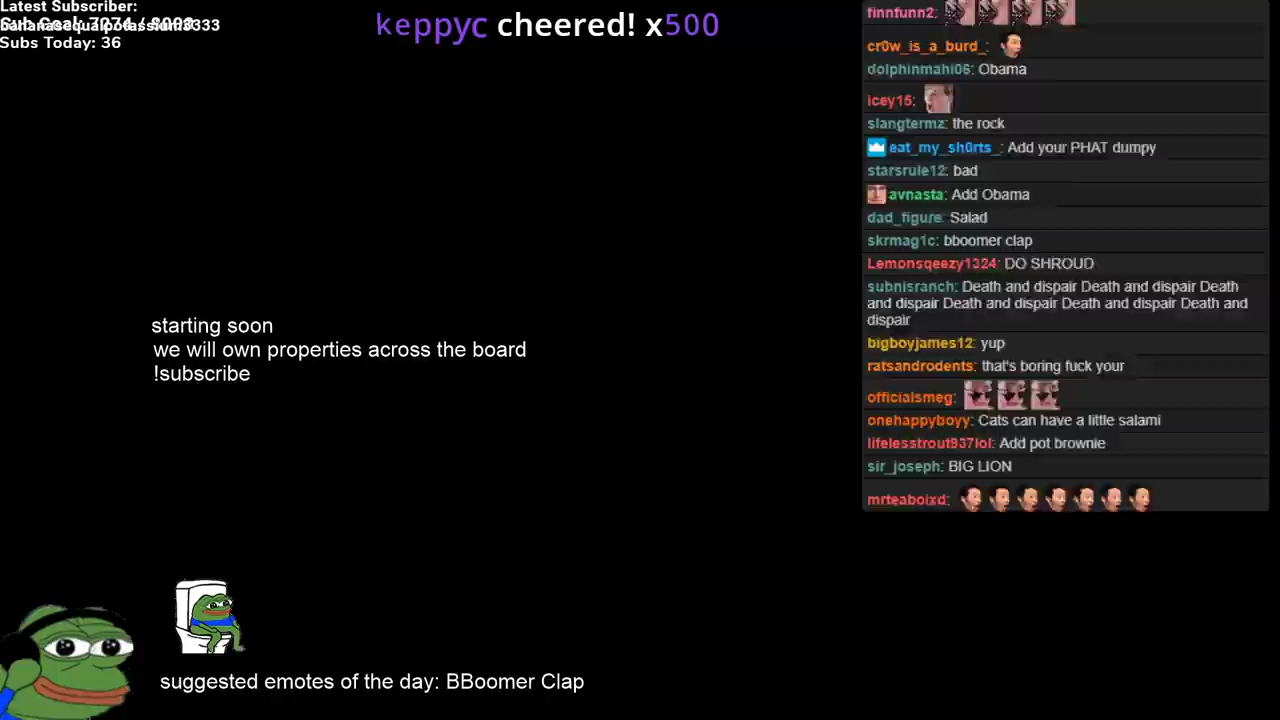 Latest Subscriber:
Subs Today: 36
keppyc cheered! x500
finnfunn2:
cr0w_is_a_burd_:
dolphinmahi06: Obama
icey15:
slangtermz: the rock
eat_my_sh0rts_: Add your PHAT dumpy
starsrule12: bad
avnasta: Add Obama
dad_figure: Salad
skrmag1c: bboomer clap
Lemonsqeezy1324: DO SHROUD
subnisranch: Death and dispair Death and dispair Death
and dispair Death and dispair Death and dispair Death and
dispair
bigboyjames12: yup
ratsandrodents: that's boring fuck your
officialsmeg:
onehappyboyy: Cats can have a little salami
lifelesstrout937lol: Add pot brownie
sir_joseph: BIG LION
mrteaboixd:
starting soon
we will own properties across the board
!subscribe
suggested emotes of the day: BBoomer Clap